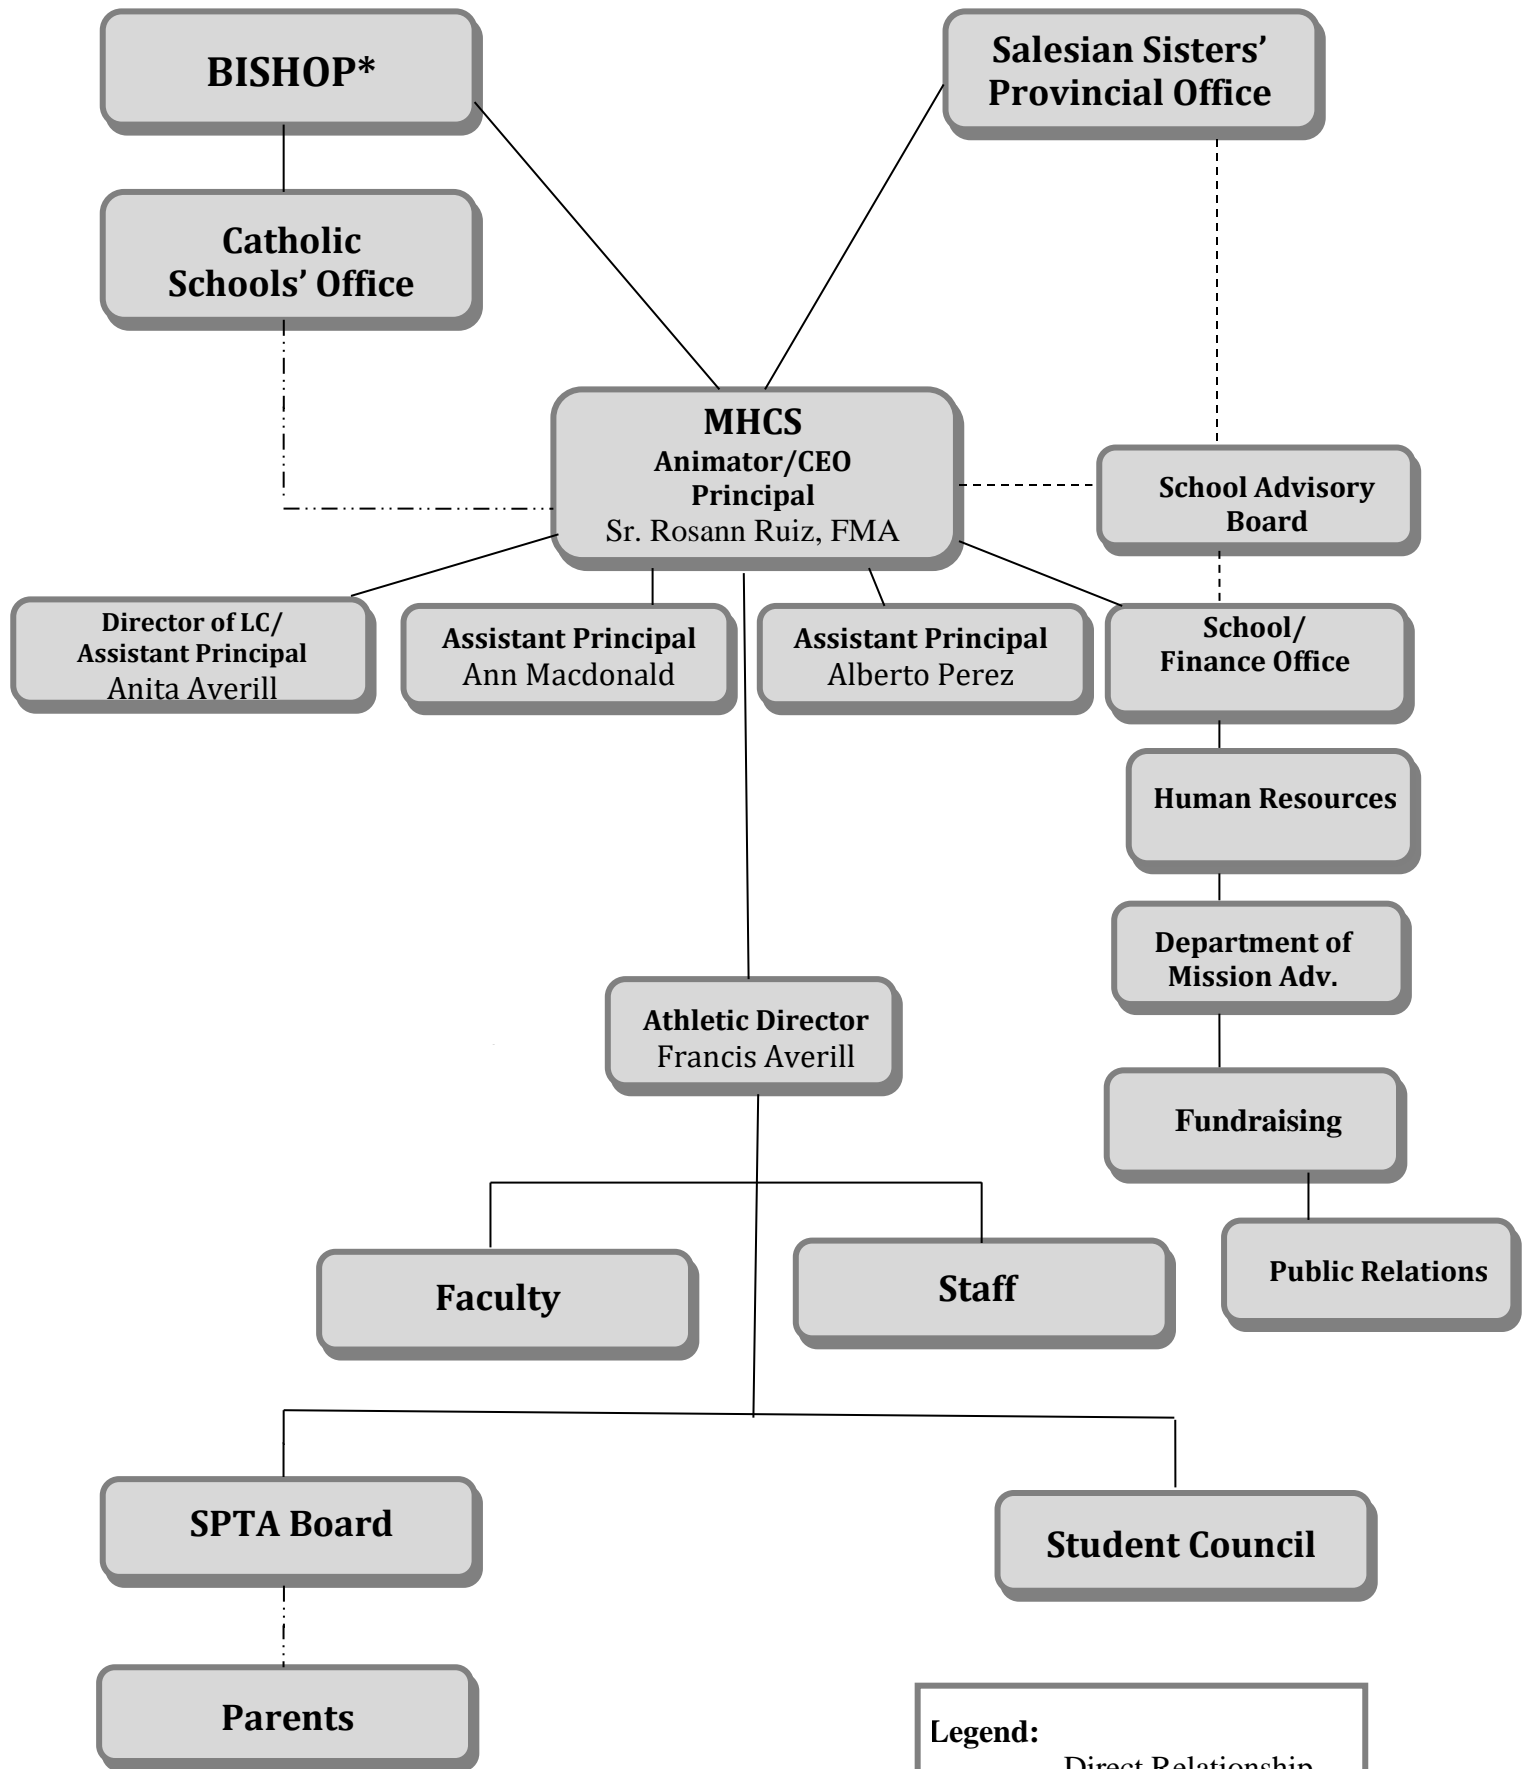 BISHOP*
Salesian Sisters’
Provincial Office
Catholic
Schools’ Office
MHCS
Animator/CEO
Principal
Sr. Rosann Ruiz, FMA
School Advisory
Board
Director of LC/
Assistant Principal
Anita Averill
Assistant Principal
Ann Macdonald
Assistant Principal
Alberto Perez
School/
Finance Office
Human Resources
Department of
Mission Adv.
Athletic Director
Francis Averill
Fundraising
Faculty
Staff
Public Relations
SPTA Board
Student Council
Parents
Legend:
Direct Relationship